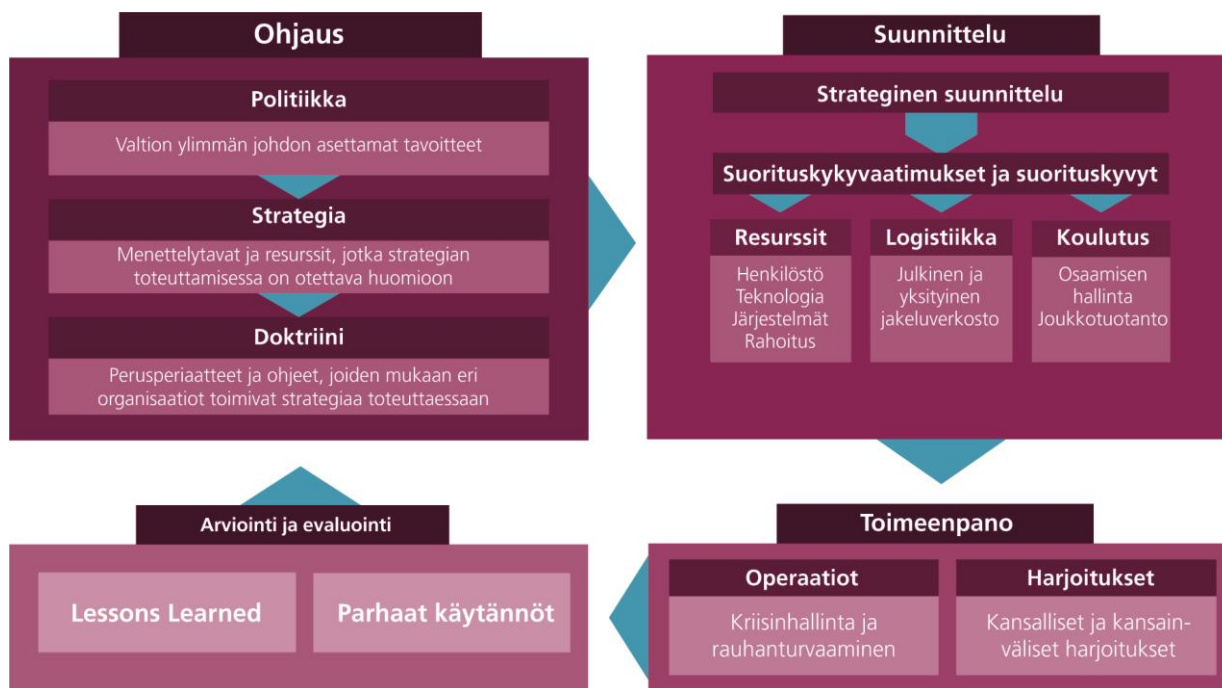 Ohjaus
Politiikka
Valtion ylimmän johdon asettamat tavoitteet
Strategia
Menettelytavat ja resurssit, jotka strategian
toteuttamisessa on otettava huomioon
Doktriini
Perusperiaatteet ja ohjeet, joiden mukaan eri
organisaatiot toimivat strategiaa toteuttaessaan
Suunnittelu
Strateginen suunnittelu
Suorituskykyvaatimukset ja suorituskyvyt
Resurssit
Henkilöstö
Teknologia
Järjestelmät
Rahoitus
Logistiikka
Julkinen ja
yksityinen
jakeluverkosto
Koulutus
Osaamisen
hallinta
Joukkotuotanto
Toimeenpano
Operaatiot
Kriisinhallinta ja
rauhanturvaaminen
Harjoitukset
Kansalliset ja kansain-
väliset harjoitukset
Arviointi ja evaluointi
Lessons Learned
Parhaat käytännöt